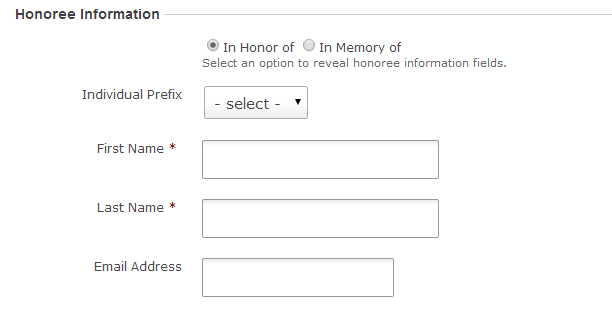 Honoree Information
In Honor of In Memory of
Select an option to reveal honoree information fields.
Individual Prefix
- select -
First Name *
Last Name *
Email Address